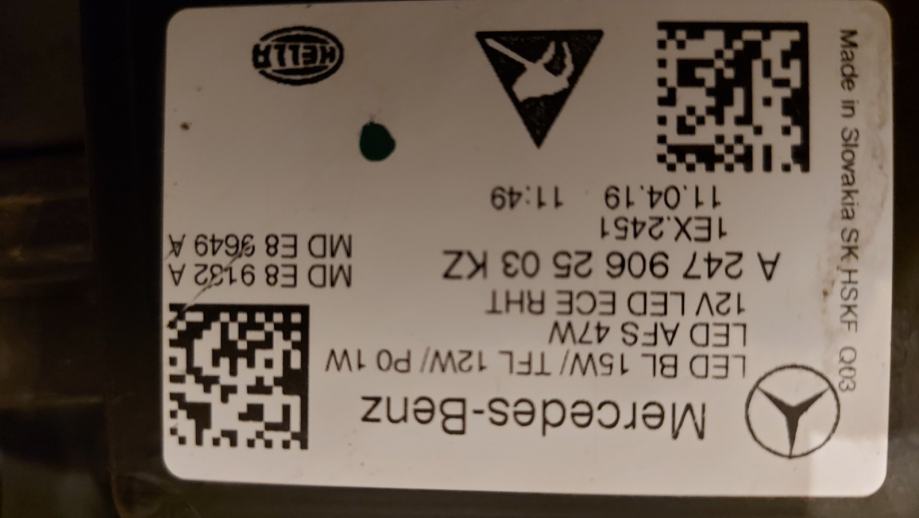 Mercedes-Benz
LED BL 15W/ TFL 12W/ PO 1W
LED AFS 47W
12V LED ECE RHT
A 247 906 25 03 KZ
1EX.2451
11.04.19 11:49
MD E8 9132 A
MD E8 9649 A
HELLA
Made in Slovakia SK HSKF Q03